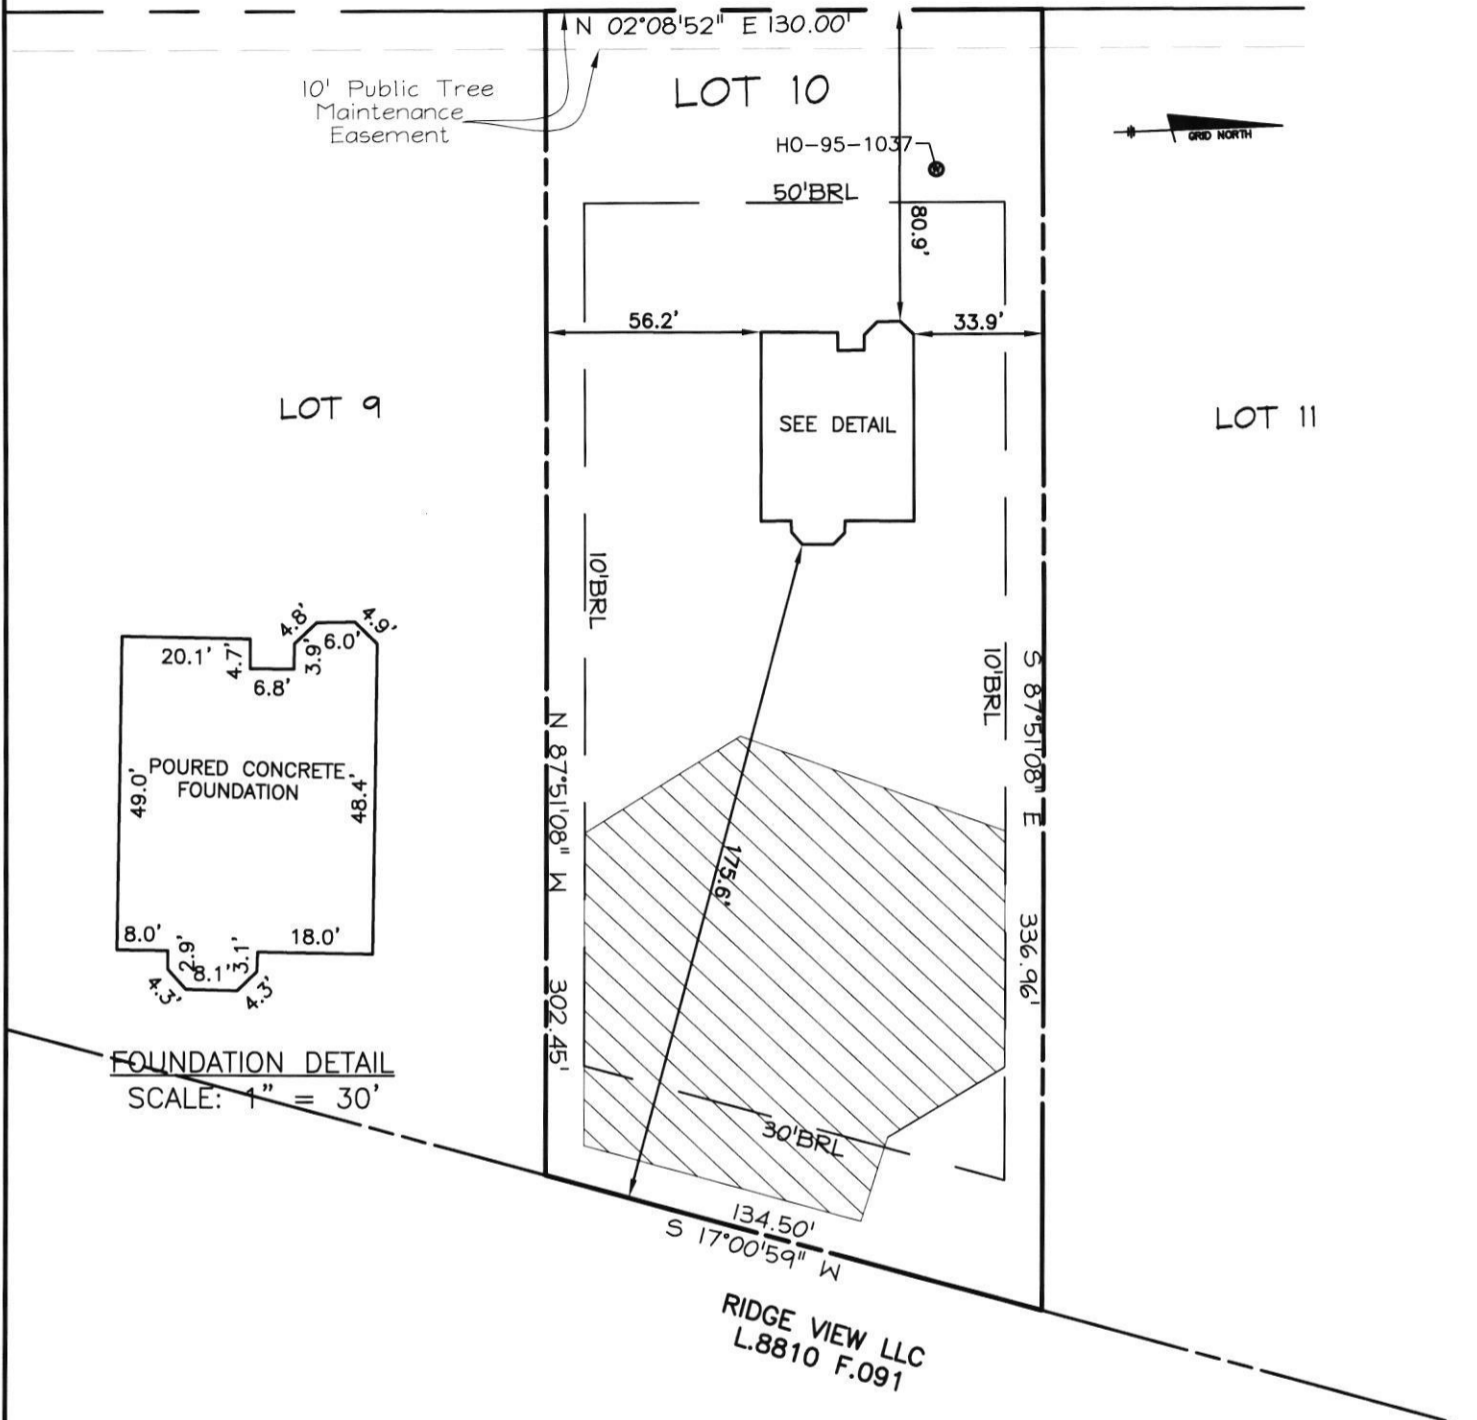 N 02°08'52" E 130.00'
10' Public Tree
Maintenance
Easement
LOT 10
HO-95-1037
GRID NORTH
50'BRL
80.9'
56.2'
33.9'
LOT 9
SEE DETAIL
LOT 11
10'BRL
10'BRL
4.8'
4.9'
6.0'
20.1'
4.7'
3.9'
6.8'
POURED CONCRETE
FOUNDATION
49.0'
48.4'
8.0'
2.9'
8.1'
3.1'
18.0'
4.3'
4.3'
FOUNDATION DETAIL
SCALE: 1" = 30'
N 87°51'08" W 302.45'
S 87°51'08" E 336.96'
175.6'
30'BRL
134.50'
S 17°00'59" W
RIDGE VIEW LLC
L.8810 F.091